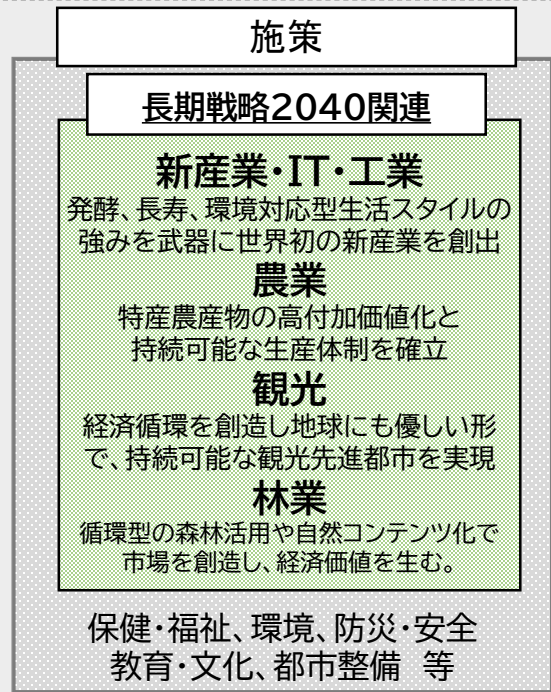 施策
長期戦略2040関連
新産業・IT・工業
発酵、長寿、環境対応型生活スタイルの
強みを武器に世界初の新産業を創出
農業
特産農産物の高付加価値化と
持続可能な生産体制を確立
観光
経済循環を創造し地球にも優しい形
で、持続可能な観光先進都市を実現
林業
循環型の森林活用や自然コンテンツ化で
市場を創造し、経済価値を生む。
保健・福祉、環境、防災・安全
教育・文化、都市整備　等